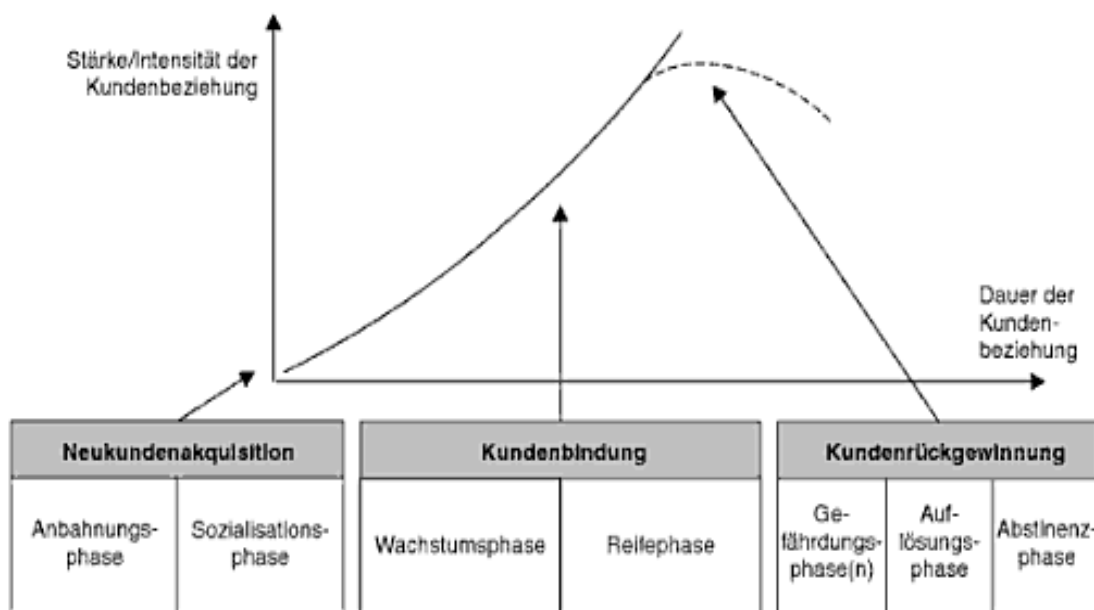 Stärke/Intensität der
Kundenbeziehung
Dauer der
Kunden-
beziehung
Neukundenakquisition
Anbahnungs-
phase
Sozialisations-
phase
Kundenbindung
Wachstumsphase
Reifephase
Kundenrückgewinnung
Ge-
fährdungs-
phase(n)
Auf-
lösungs-
phase
Abstinenz-
phase